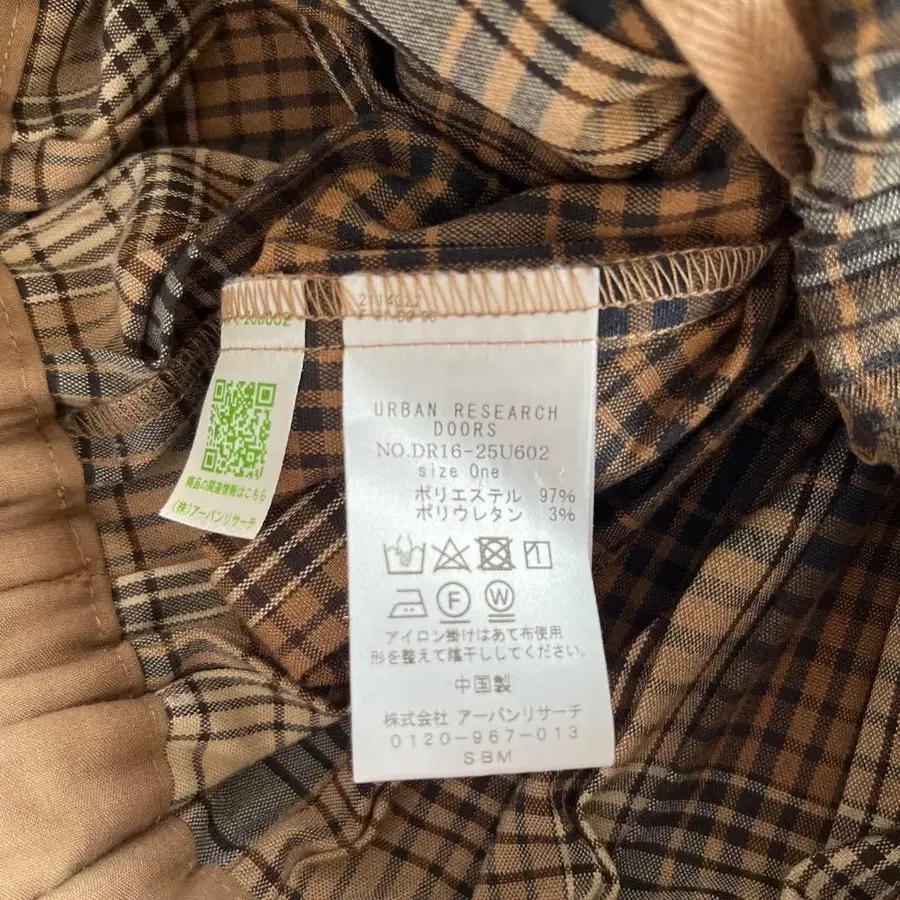 URBAN RESEARCH
DOORS
NO.DR16-25U602
size One
ポリエステル 97%
ポリウレタン 3%
F
W
アイロン掛けはあて布使用
形を整えて陰干ししてください。
中国製
株式会社 アーバンリサーチ
0120-967-013
SBM
商品の関連情報はこちら
(株)アーバンリサーチ